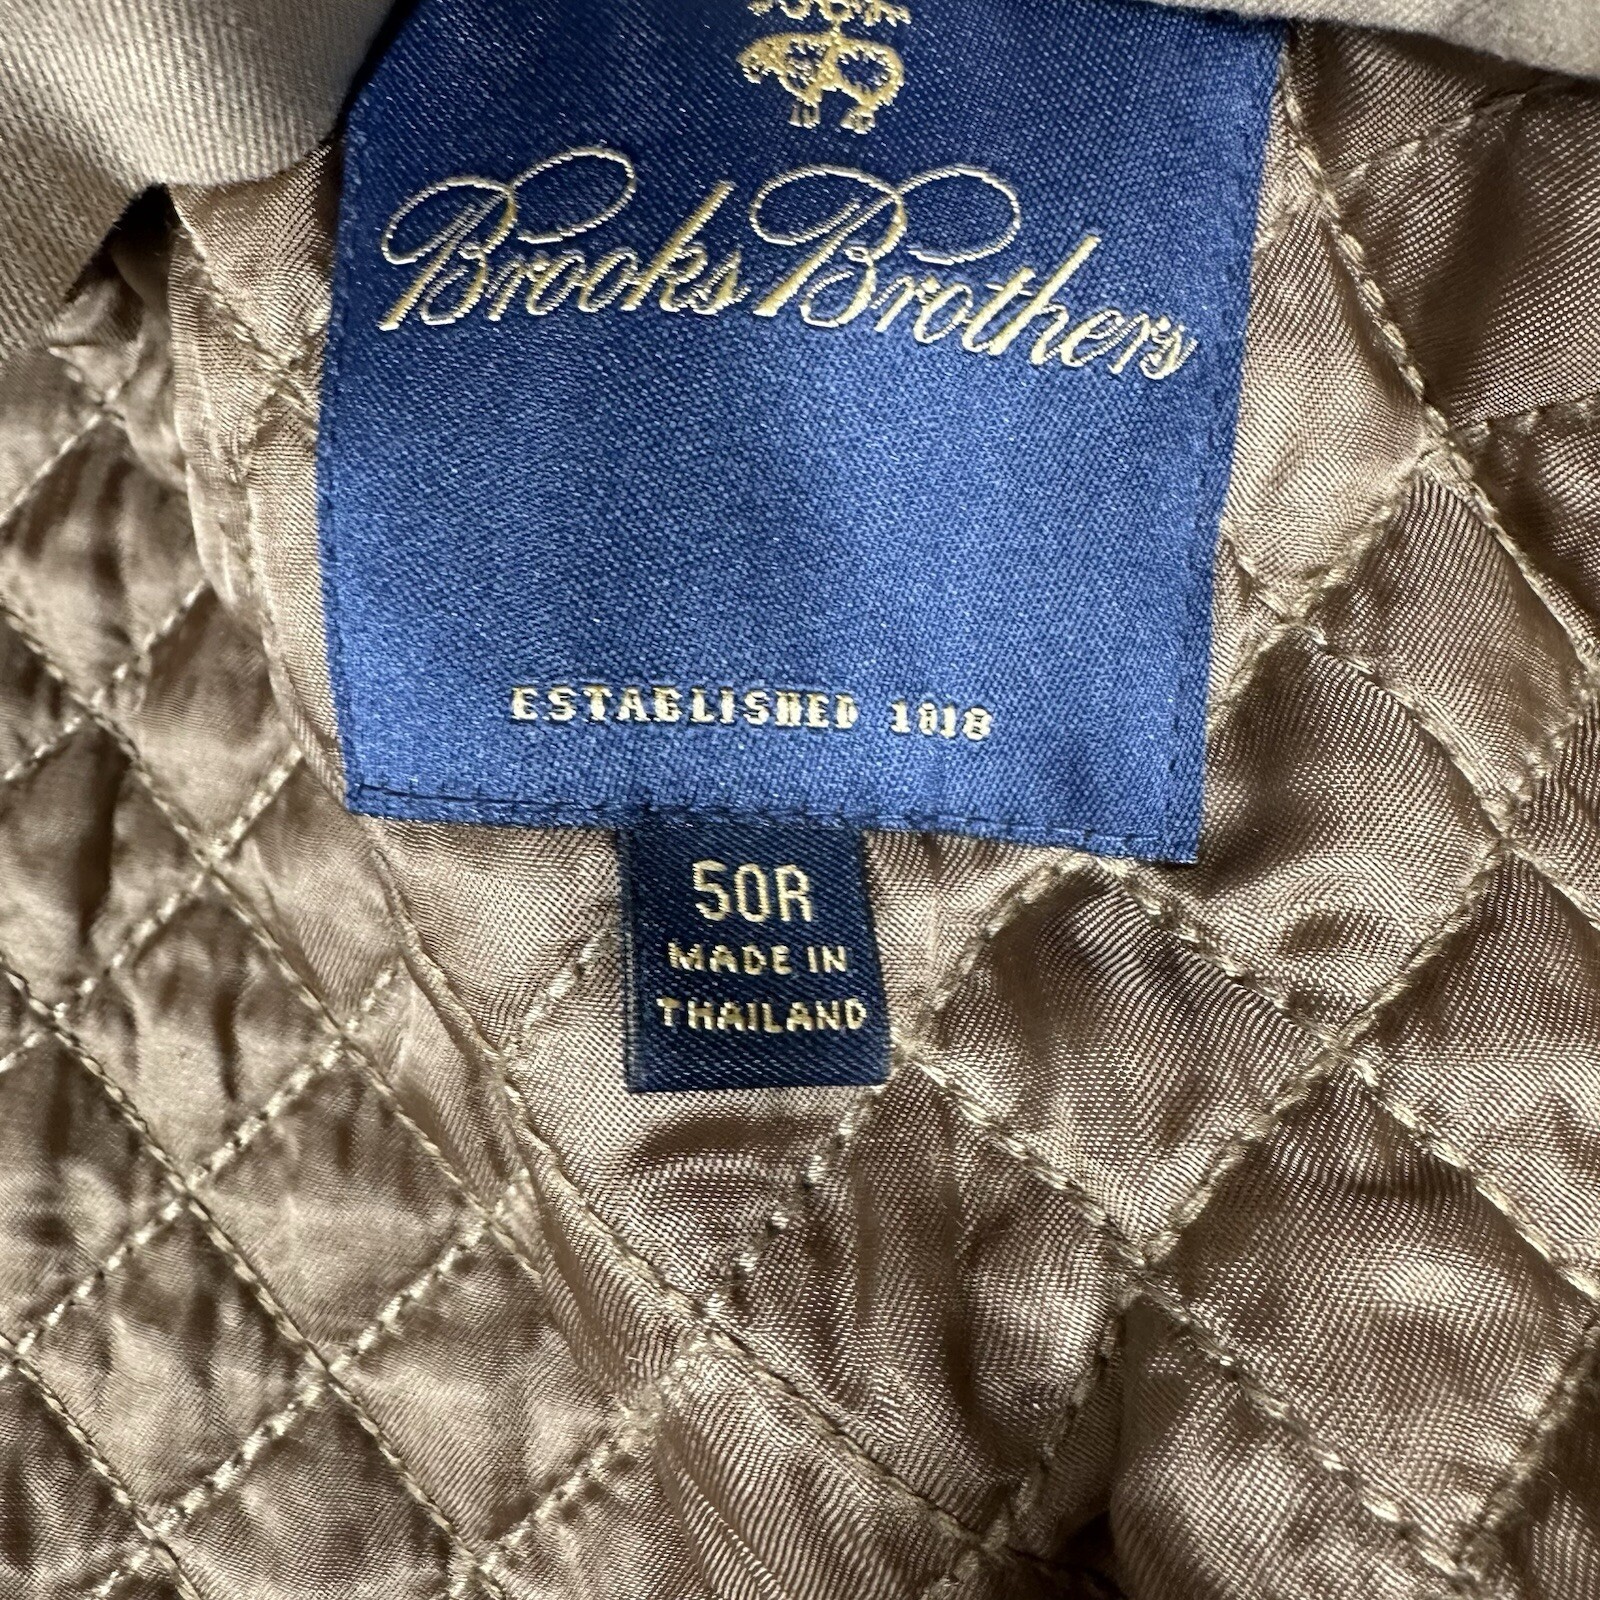 Brooks Brothers
ESTABLISHED 1818
50R
MADE IN
THAILAND